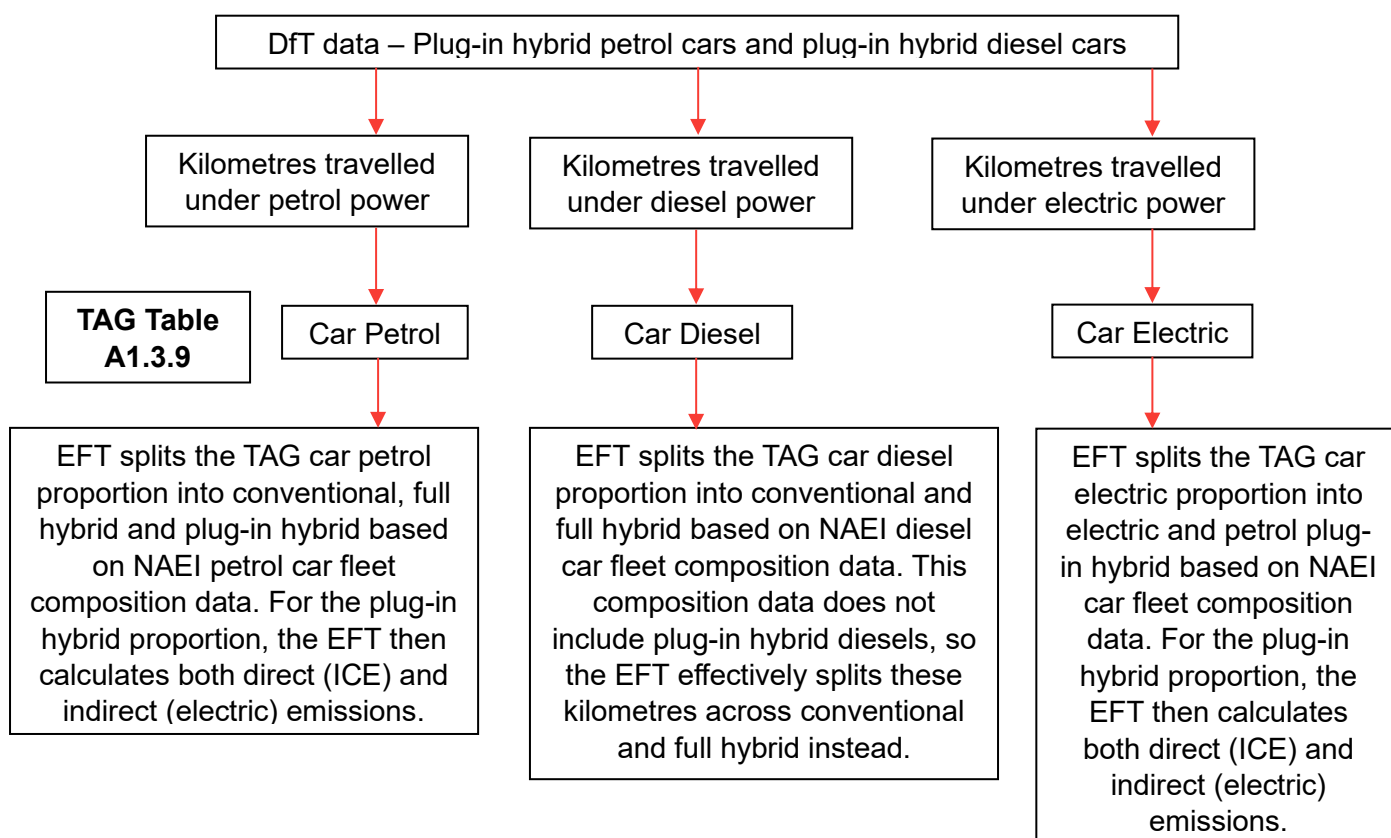 DfT data – Plug-in hybrid petrol cars and plug-in hybrid diesel cars
Kilometres travelled
under petrol power
Kilometres travelled
under diesel power
Kilometres travelled
under electric power
TAG Table
A1.3.9
Car Petrol
Car Diesel
Car Electric
EFT splits the TAG car petrol
proportion into conventional, full
hybrid and plug-in hybrid based
on NAEI petrol car fleet
composition data. For the plug-in
hybrid proportion, the EFT then
calculates both direct (ICE) and
indirect (electric) emissions.
EFT splits the TAG car diesel
proportion into conventional and
full hybrid based on NAEI diesel
car fleet composition data. This
composition data does not
include plug-in hybrid diesels, so
the EFT effectively splits these
kilometres across conventional
and full hybrid instead.
EFT splits the TAG car
electric proportion into
electric and petrol plug-
in hybrid based on NAEI
car fleet composition
data. For the plug-in
hybrid proportion, the
EFT then calculates
both direct (ICE) and
indirect (electric)
emissions.